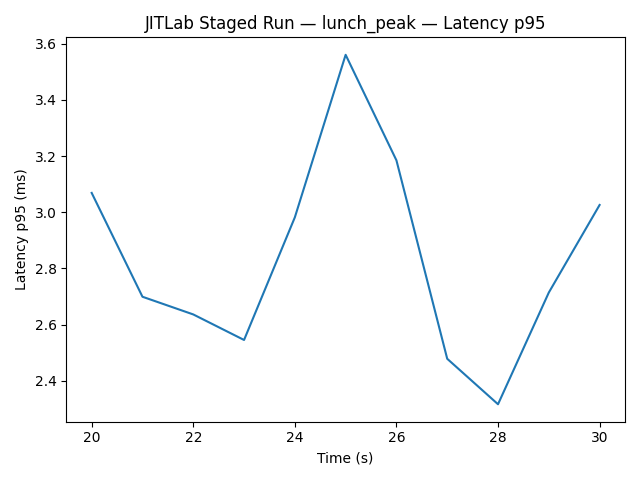 JITLab Staged Run — lunch_peak — Latency p95
3.6
3.4
3.2
3.0
2.8
2.6
2.4
Latency p95 (ms)
20 22 24 26 28 30
Time (s)